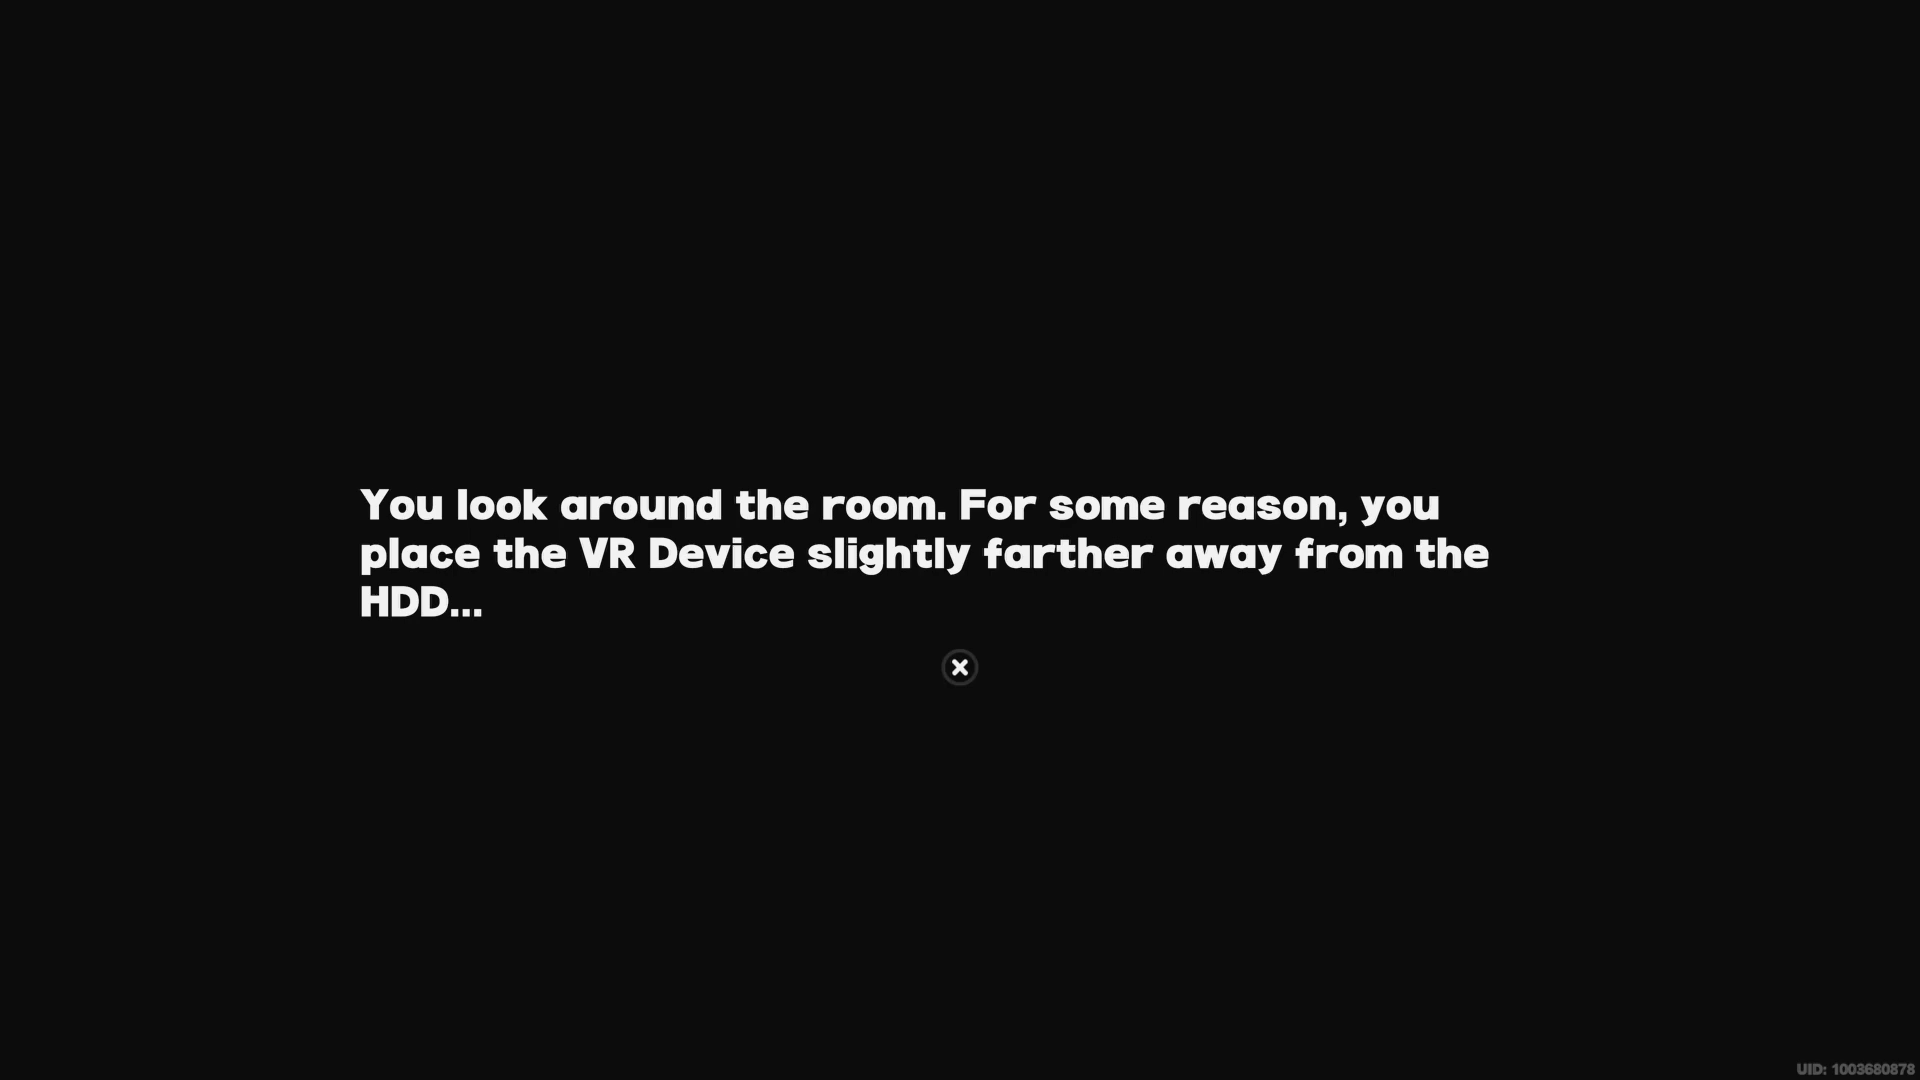 You look around the room. For some reason, you
place the VR Device slightly farther away from the
HDD...
UID: 1003680878